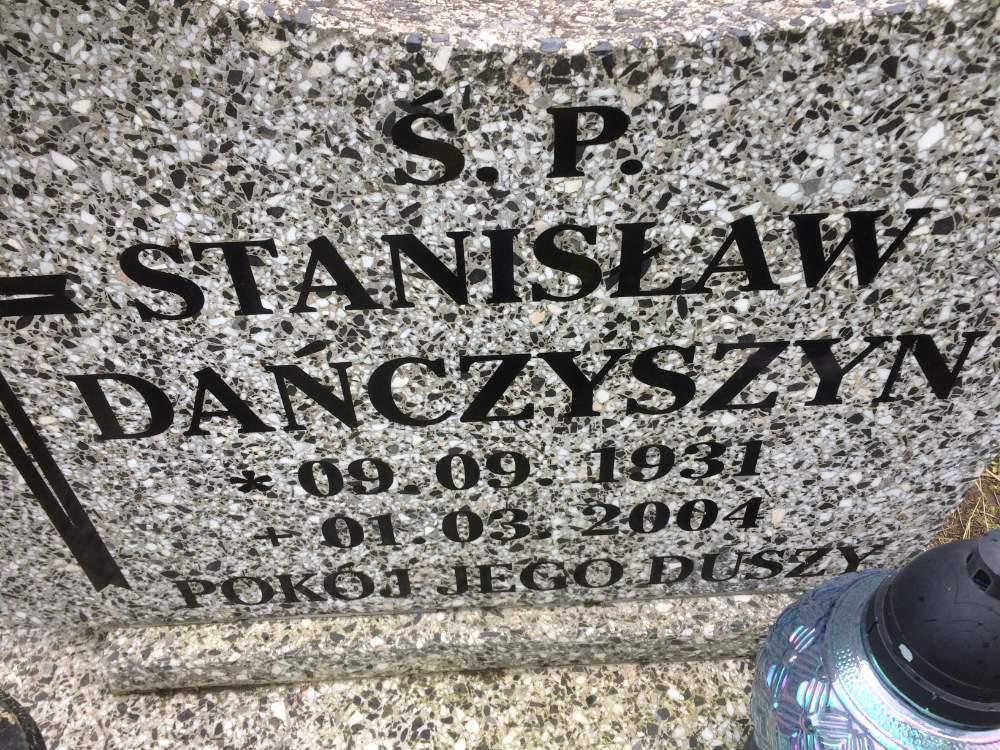 Ś. P.
STANISŁAW
DAŃCZYSZYN
* 09. 09. 1931
+ 01. 03. 2004
POKÓJ JEGO DUSZY